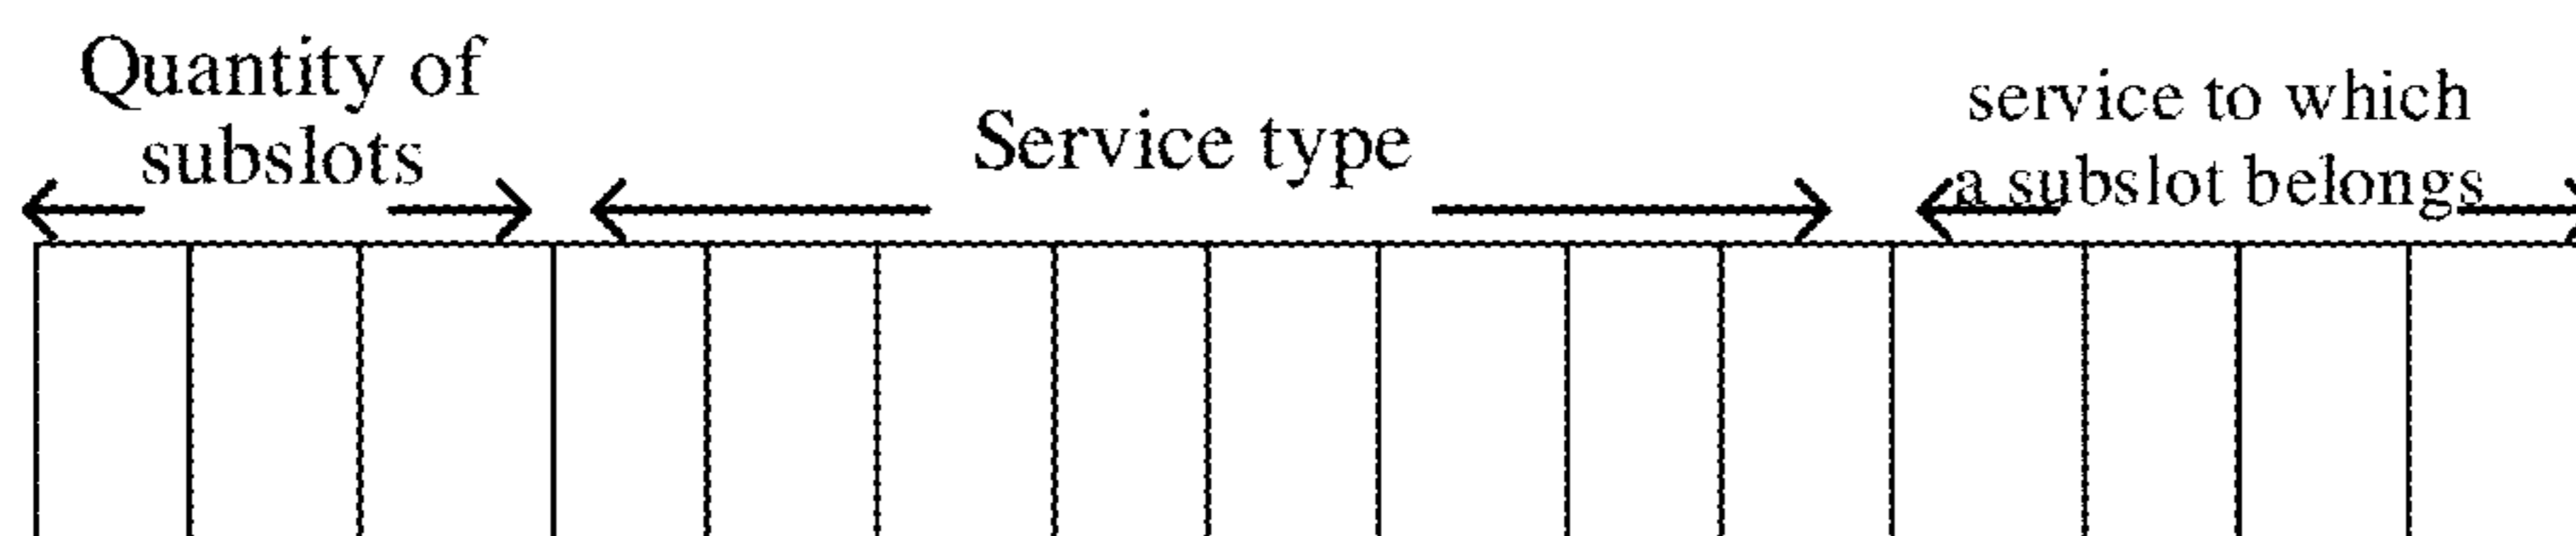 Quantity of
subslots
Service type
service to which
a subslot belongs